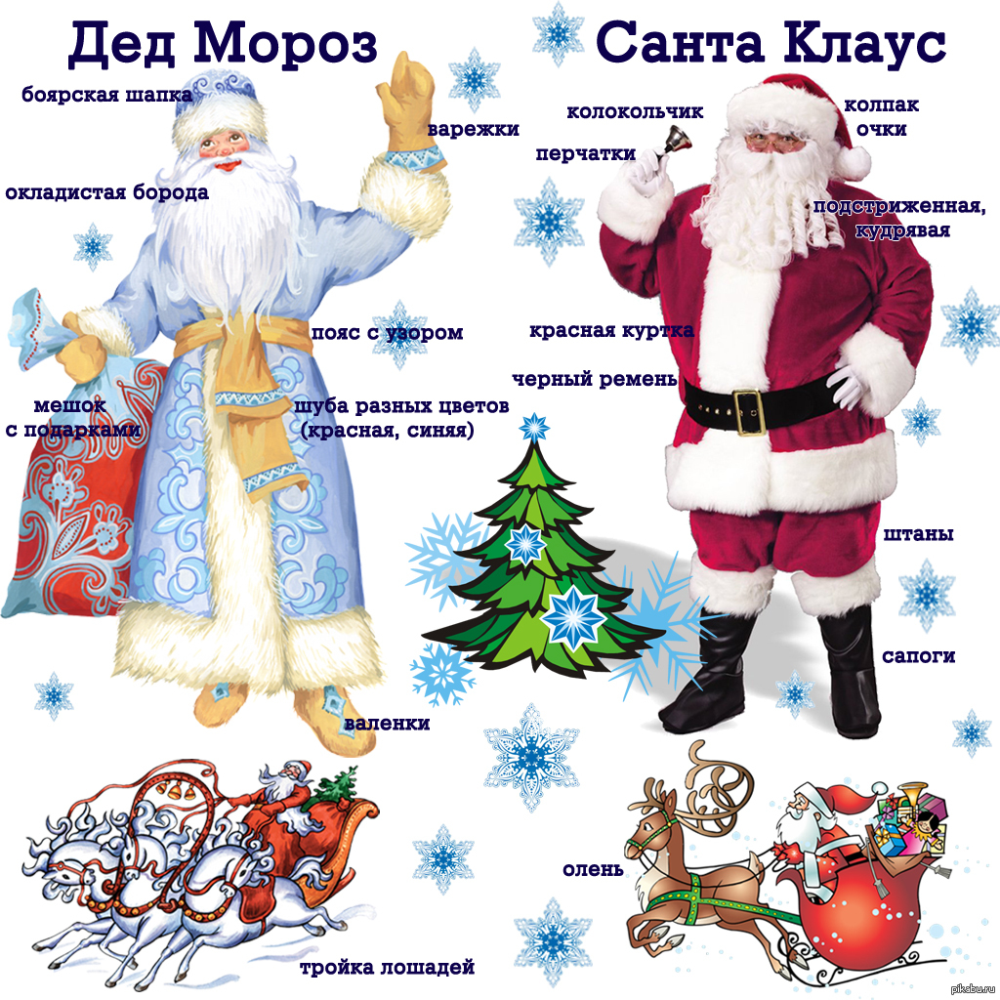 Дед Мороз
боярская шапка
варежки
окладистая борода
пояс с узором
мешок
с подарками
шуба разных цветов
(красная, синяя)
валенки
тройка лошадей
Санта Клаус
колокольчик
колпак
очки
перчатки
подстриженная,
кудрявая
красная куртка
черный ремень
штаны
сапоги
олень
pikabu.ru